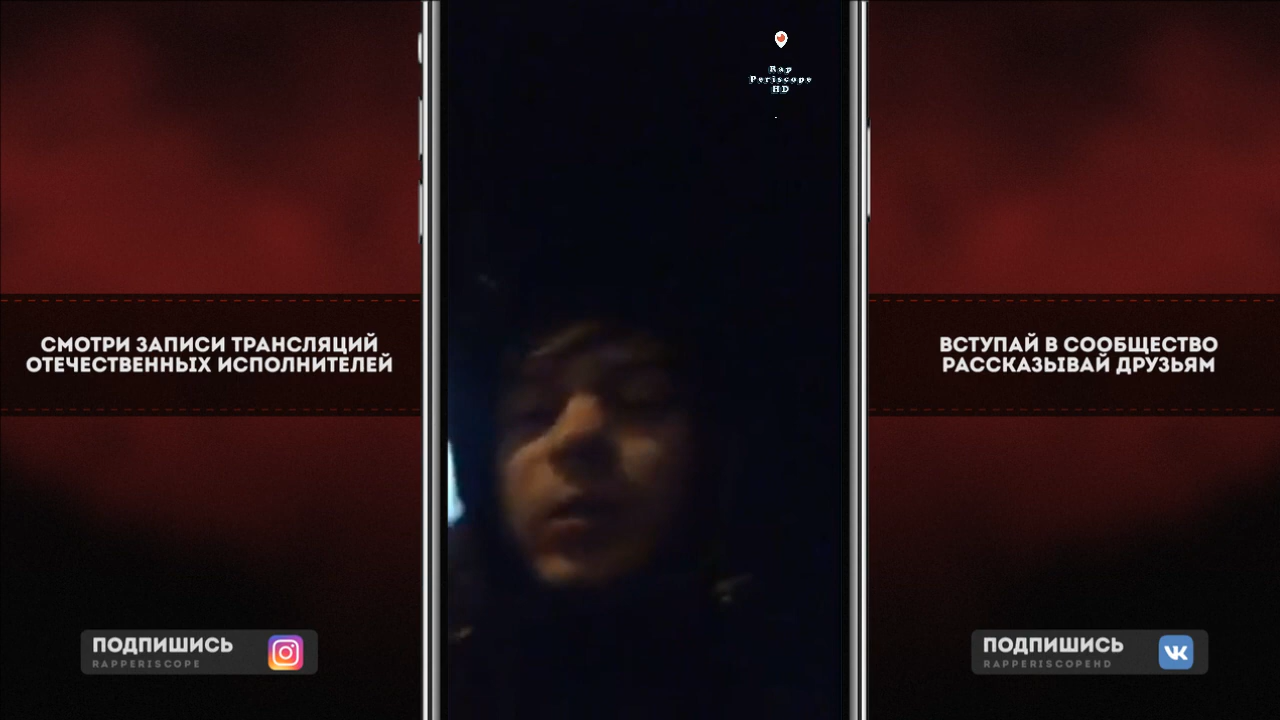 Rap
Periscope
HD
СМОТРИ ЗАПИСИ ТРАНСЛЯЦИЙ
ОТЕЧЕСТВЕННЫХ ИСПОЛНИТЕЛЕЙ
ВСТУПАЙ В СООБЩЕСТВО
РАССКАЗЫВАЙ ДРУЗЬЯМ
ПОДПИШИСЬ
RAPPERISCOPE
ПОДПИШИСЬ
RAPPERISCOPEHD